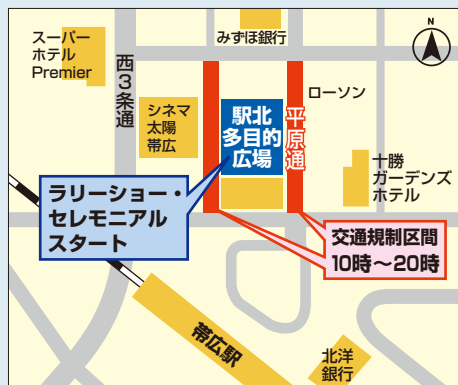 スーパー
ホテル
Premier
みずほ銀行
N
西3条通
ローソン
シネマ
太陽
帯広
駅北
多目的
広場
平原通
十勝
ガーデンズ
ホテル
ラリーショー・
セレモニアル
スタート
交通規制区間
10時～20時
帯広駅
北洋
銀行